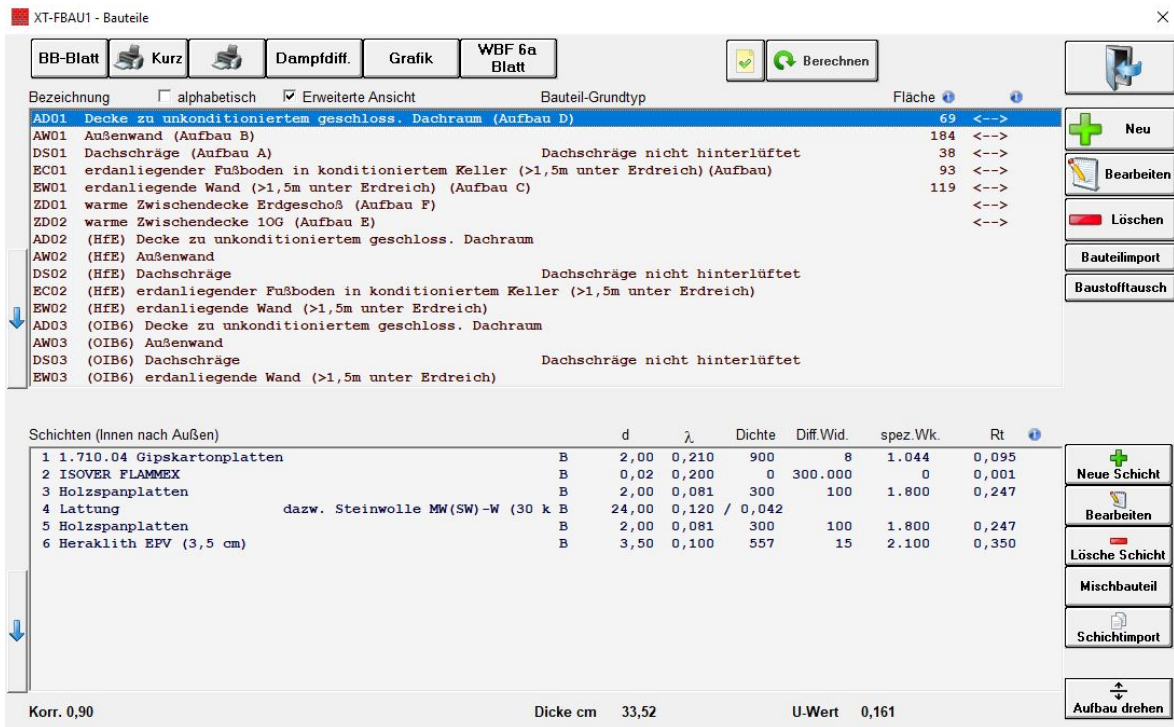 XT-FBAU1 - Bauteile
BB-Blatt Kurz Dampfdiff. Grafik WBF 6a Blatt Berechnen
Bezeichnung alphabetisch Erweiterte Ansicht Bauteil-Grundtyp Fläche
AD01 Decke zu unkonditioniertem geschloss. Dachraum (Aufbau D) 69 <-->
AW01 Außenwand (Aufbau B) 184 <-->
DS01 Dachschräge (Aufbau A) Dachschräge nicht hinterlüftet 38 <-->
EC01 erdanliegender Fußboden in konditioniertem Keller (>1,5m unter Erdreich)(Aufbau) 93 <-->
EW01 erdanliegende Wand (>1,5m unter Erdreich) (Aufbau C) 119 <-->
ZD01 warme Zwischendecke Erdgeschoß (Aufbau F) <-->
ZD02 warme Zwischendecke 1OG (Aufbau E) <-->
AD02 (HfE) Decke zu unkonditioniertem geschloss. Dachraum
AW02 (HfE) Außenwand
DS02 (HfE) Dachschräge Dachschräge nicht hinterlüftet
EC02 (HfE) erdanliegender Fußboden in konditioniertem Keller (>1,5m unter Erdreich)
EW02 (HfE) erdanliegende Wand (>1,5m unter Erdreich)
AD03 (OIB6) Decke zu unkonditioniertem geschloss. Dachraum
AW03 (OIB6) Außenwand
DS03 (OIB6) Dachschräge Dachschräge nicht hinterlüftet
EW03 (OIB6) erdanliegende Wand (>1,5m unter Erdreich)
Neu
Bearbeiten
Löschen
Bauteilimport
Baustofftausch
Schichten (Innen nach Außen) d λ Dichte Diff.Wid. spez.Wk. Rt
1 1.710.04 Gipskartonplatten B 2,00 0,210 900 8 1.044 0,095
2 ISOVER FLAMMEX B 0,02 0,200 0 300.000 0 0,001
3 Holzspanplatten B 2,00 0,081 300 100 1.800 0,247
4 Lattung dazw. Steinwolle MW(SW)-W (30 k B 24,00 0,120 / 0,042
5 Holzspanplatten B 2,00 0,081 300 100 1.800 0,247
6 Heraklith EPV (3,5 cm) B 3,50 0,100 557 15 2.100 0,350
Neue Schicht
Bearbeiten
Lösche Schicht
Mischbauteil
Schichtimport
Aufbau drehen
Korr. 0,90 Dicke cm 33,52 U-Wert 0,161